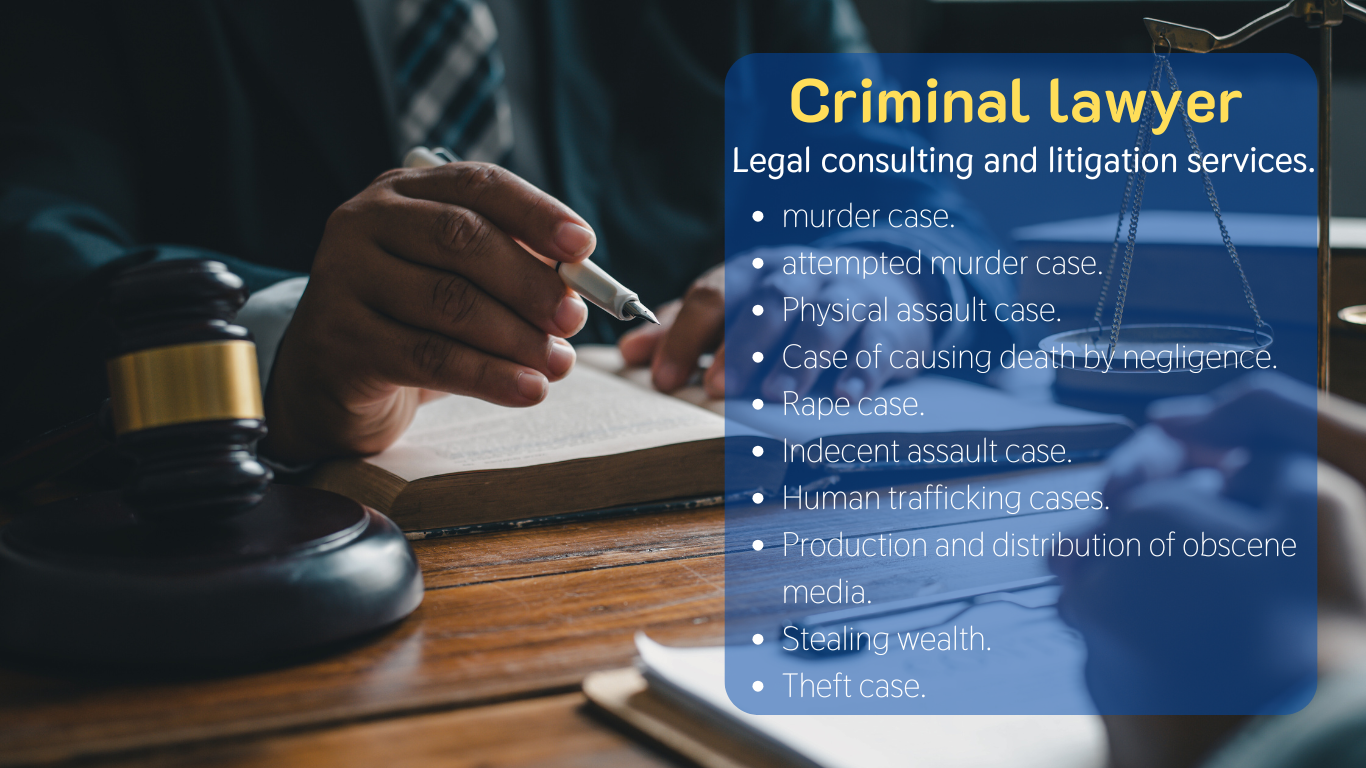 Criminal lawyer
Legal consulting and litigation services.
• murder case.
• attempted murder case.
• Physical assault case.
• Case of causing death by negligence.
• Rape case.
• Indecent assault case.
• Human trafficking cases.
• Production and distribution of obscene
media.
• Stealing wealth.
• Theft case.